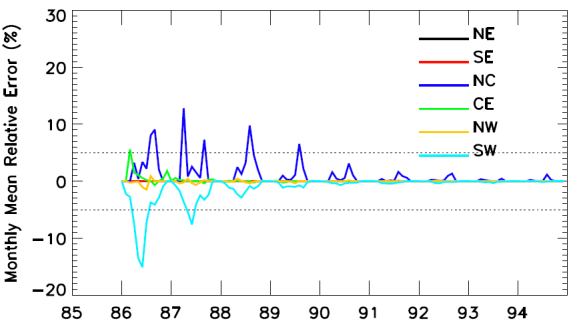 Monthly Mean Relative Error (%)
30
20
10
0
−10
−20
85 86 87 88 89 90 91 92 93 94
NE
SE
NC
CE
NW
SW